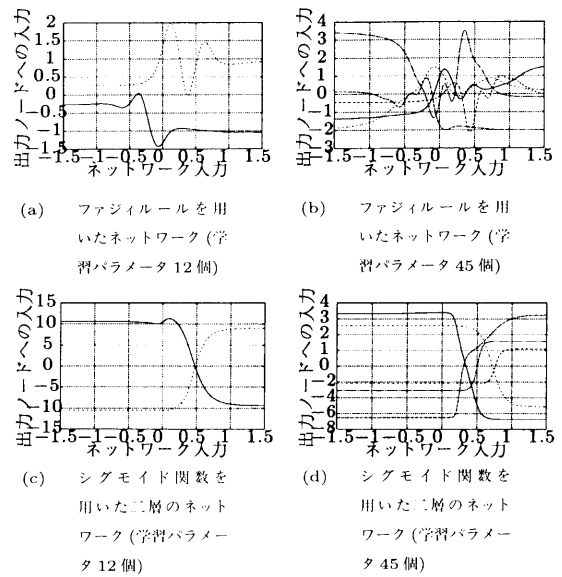 出力ノードへの入力
2
1.5
1
0.5
0
−0.5
−1
−1.5
−1.5 −1 −0.5 0 0.5 1 1.5
ネットワーク入力
(a) ファジィルールを用
いたネットワーク (学
習パラメータ 12 個)
出力ノードへの入力
4
3
2
1
0
−1
−2
−3
−1.5 −1 −0.5 0 0.5 1 1.5
ネットワーク入力
(b) ファジィルールを用
いたネットワーク (学
習パラメータ 45 個)
出力ノードへの入力
15
10
5
0
−5
−10
−15
−1.5 −1 −0.5 0 0.5 1 1.5
ネットワーク入力
(c) シグモイド関数を
用いた二層のネット
ワーク (学習パラメー
タ 12 個)
出力ノードへの入力
4
3
2
1
0
−2
−4
−6
−8
−1.5 −1 −0.5 0 0.5 1 1.5
ネットワーク入力
(d) シグモイド関数を
用いた二層のネット
ワーク (学習パラメー
タ 45 個)